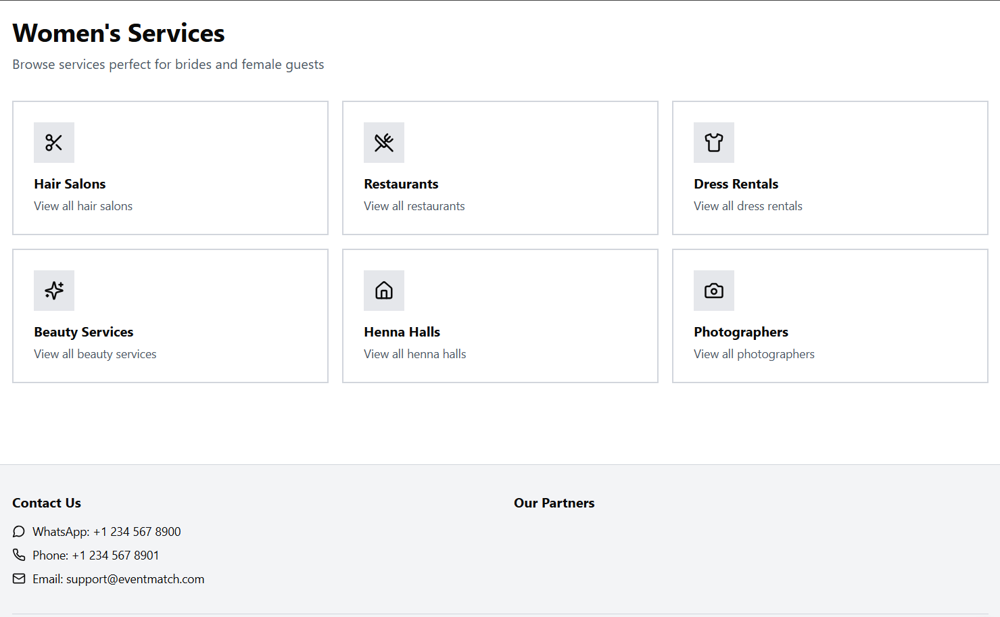 Women's Services
Browse services perfect for brides and female guests
Hair Salons
View all hair salons
Restaurants
View all restaurants
Dress Rentals
View all dress rentals
Beauty Services
View all beauty services
Henna Halls
View all henna halls
Photographers
View all photographers
Contact Us
WhatsApp: +1 234 567 8900
Phone: +1 234 567 8901
Email: support@eventmatch.com
Our Partners